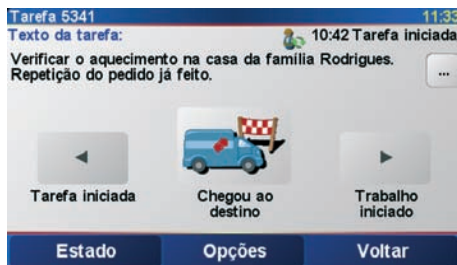 Tarefa 5341 11:33
Texto da tarefa: 10:42 Tarefa iniciada
Verificar o aquecimento na casa da família Rodrigues.
Repetição do pedido já feito.
...
Tarefa iniciada Chegou ao destino Trabalho iniciado
Estado Opções Voltar